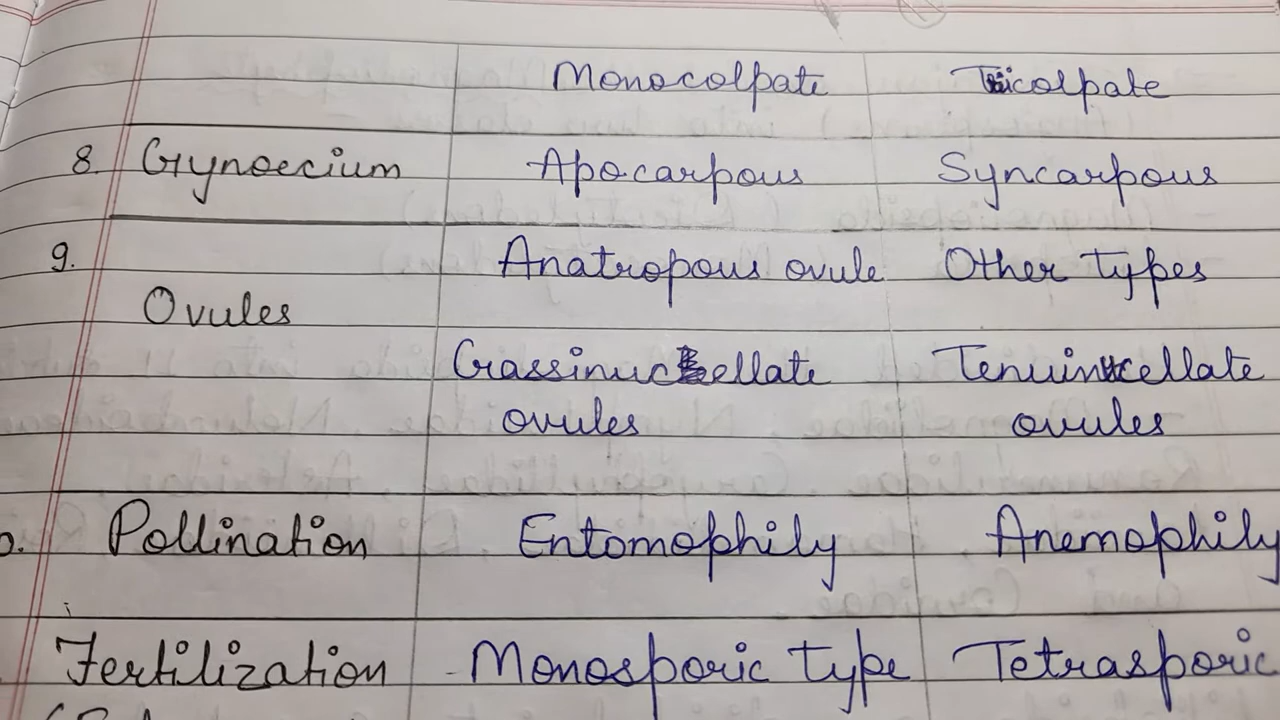 Monocolpate Tricolpate
8. Gynoecium Apocarpous Syncarpous
9. Anatropous ovule Other types
Ovules
Crassinucellate Tenuinucellate
ovules ovules
Pollination Entomophily Anemophily
Fertilization Monosporic type Tetrasporic